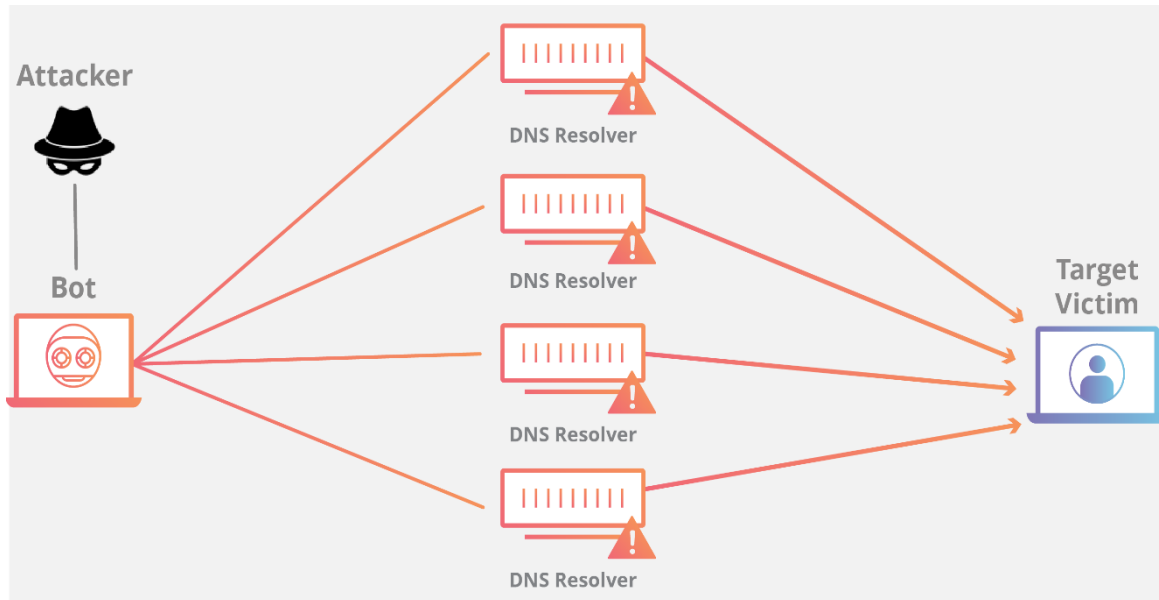 Attacker
Bot
DNS Resolver
DNS Resolver
DNS Resolver
DNS Resolver
Target
Victim